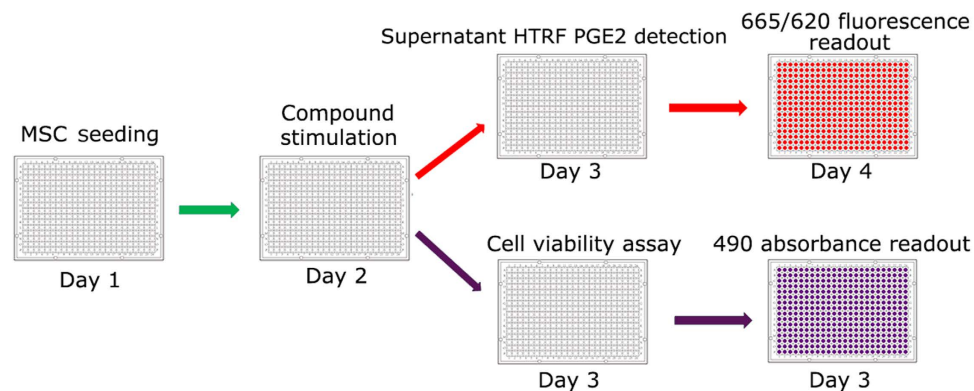 MSC seeding
Day 1
Compound
stimulation
Day 2
Supernatant HTRF PGE2 detection
Day 3
665/620 fluorescence
readout
Day 4
Cell viability assay
Day 3
490 absorbance readout
Day 3